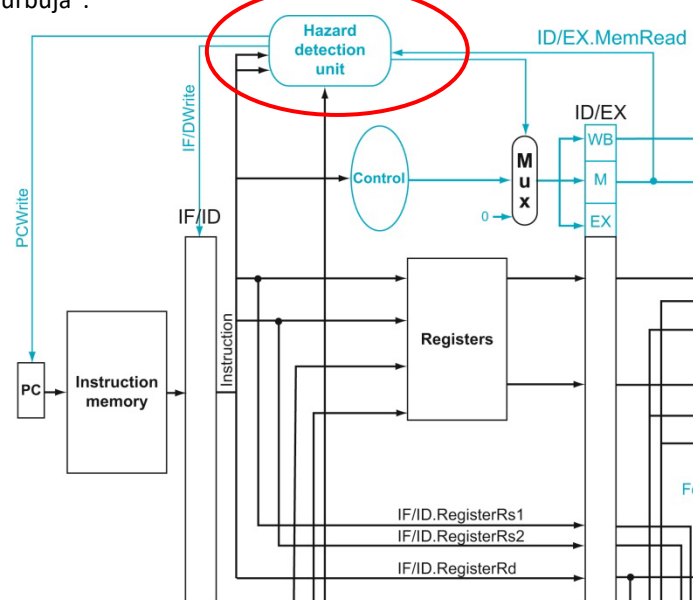 urbuja".
Hazard
detection
unit
ID/EX.MemRead
IF/DWrite
ID/EX
WB
Mux
Control
M
PCWrite
0
EX
IF/ID
Instruction
Registers
PC
Instruction
memory
IF/ID.RegisterRs1
IF/ID.RegisterRs2
IF/ID.RegisterRd